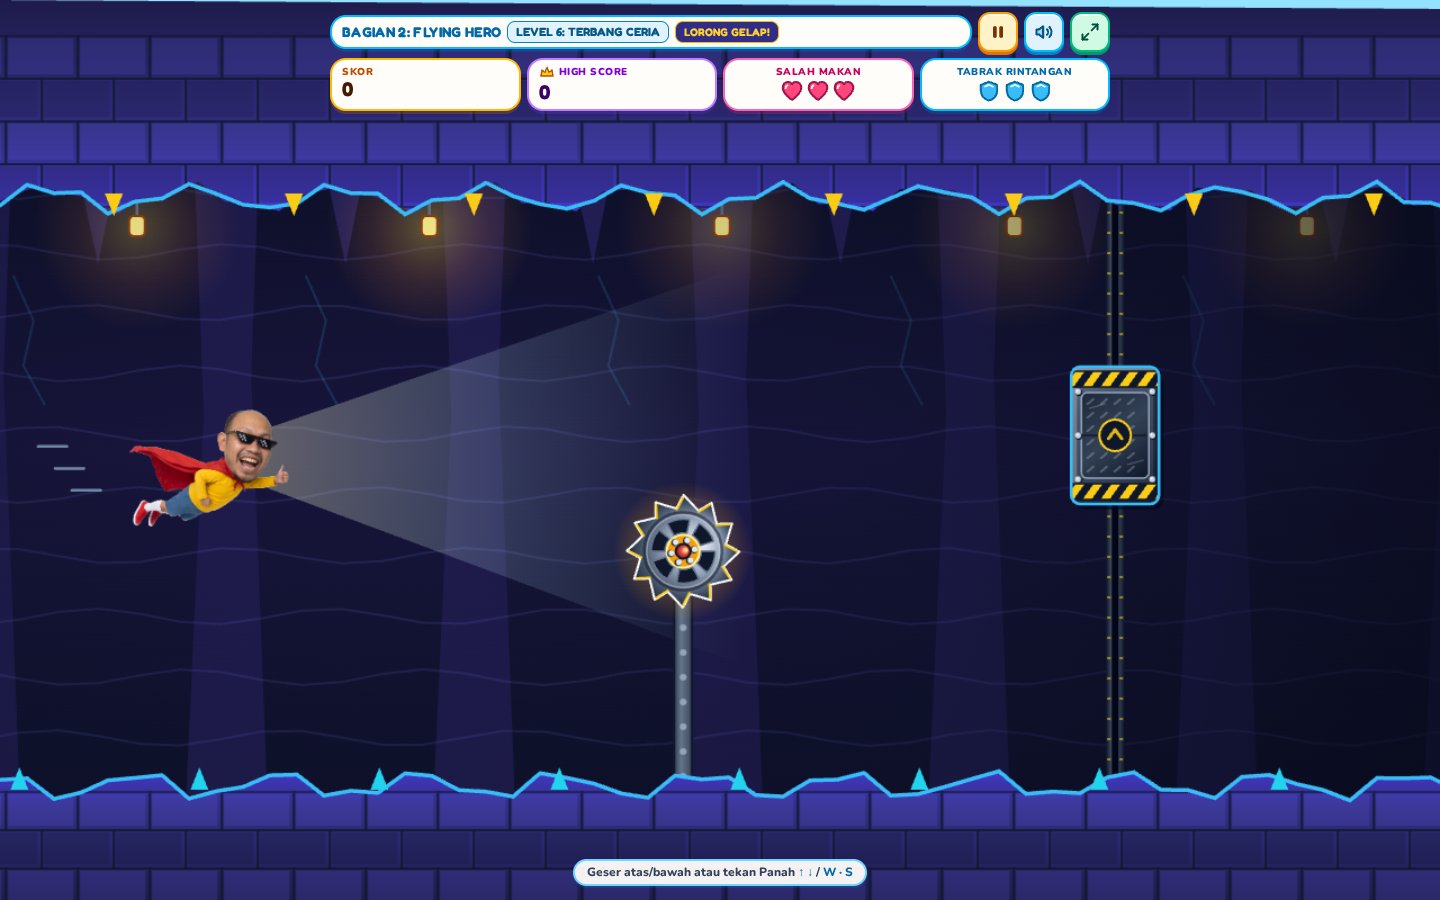 BAGIAN 2: FLYING HERO
LEVEL 6: TERBANG CERIA
LORONG GELAP!
SKOR
0
HIGH SCORE
0
SALAH MAKAN
TABRAK RINTANGAN
Geser atas/bawah atau tekan Panah ↑ ↓ / W · S